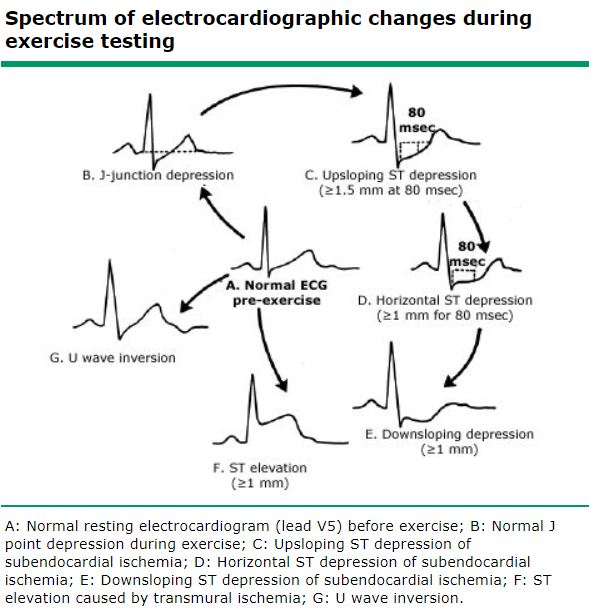 Spectrum of electrocardiographic changes during
exercise testing
80
msec
B. J-junction depression
C. Upsloping ST depression
(≥1.5 mm at 80 msec)
80
msec
A. Normal ECG
pre-exercise
D. Horizontal ST depression
(≥1 mm for 80 msec)
G. U wave inversion
E. Downsloping depression
(≥1 mm)
F. ST elevation
(≥1 mm)
A: Normal resting electrocardiogram (lead V5) before exercise; B: Normal J
point depression during exercise; C: Upsloping ST depression of
subendocardial ischemia; D: Horizontal ST depression of subendocardial
ischemia; E: Downsloping ST depression of subendocardial ischemia; F: ST
elevation caused by transmural ischemia; G: U wave inversion.